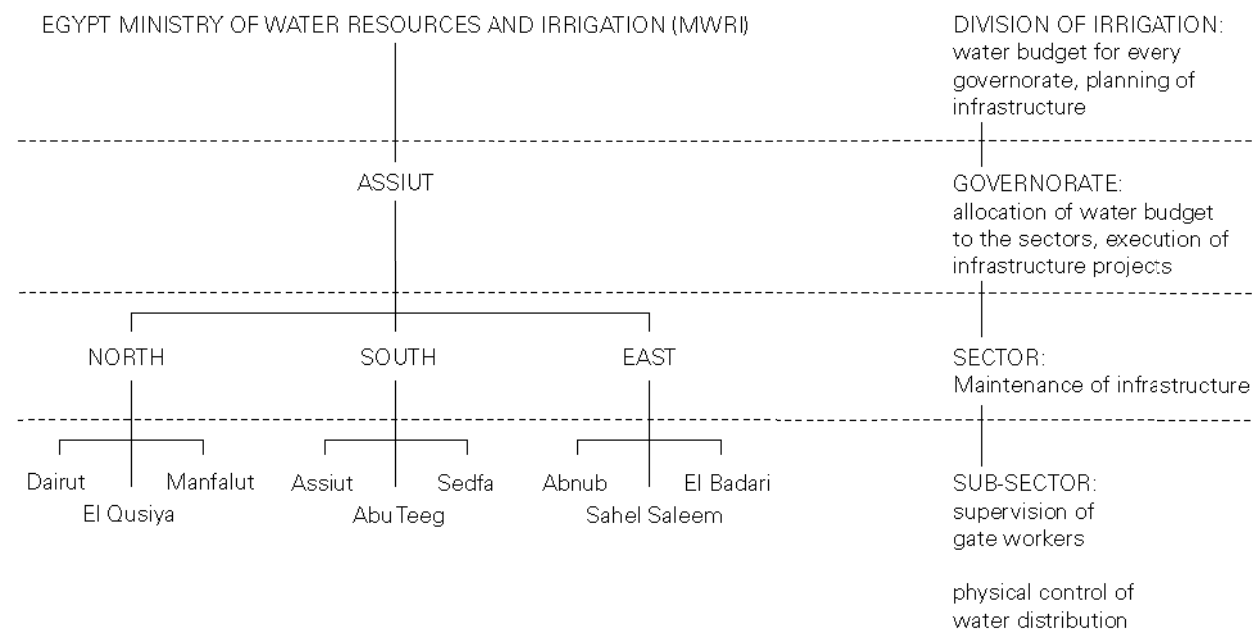 EGYPT MINISTRY OF WATER RESOURCES AND IRRIGATION (MWRI)
DIVISION OF IRRIGATION:
water budget for every
governorate, planning of
infrastructure
ASSIUT
GOVERNORATE:
allocation of water budget
to the sectors, execution of
infrastructure projects
NORTH
SOUTH
EAST
SECTOR:
Maintenance of infrastructure
Dairut
Manfalut
El Qusiya
Assiut
Sedfa
Abu Teeg
Abnub
El Badari
Sahel Saleem
SUB-SECTOR:
supervision of
gate workers
physical control of
water distribution